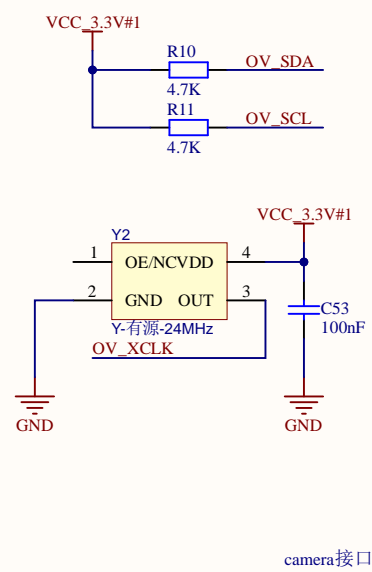 VCC_3.3V#1
R10
OV_SDA
4.7K
R11
OV_SCL
4.7K
VCC_3.3V#1
Y2
1
OE/NC
VDD
4
2
GND
OUT
3
C53
100nF
Y-有源-24MHz
OV_XCLK
GND
GND
camera接口